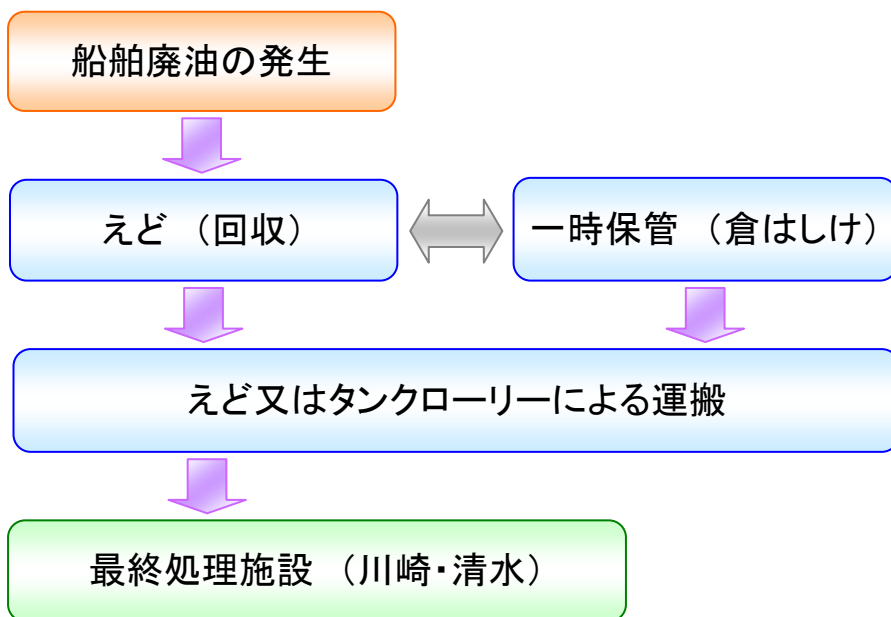 船舶廃油の発生
えど （回収）
一時保管 （倉はしけ）
えど又はタンクローリーによる運搬
最終処理施設 （川崎・清水）